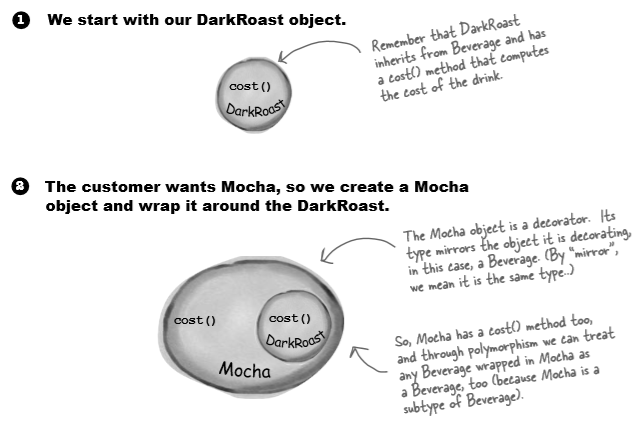 1 We start with our DarkRoast object.
Remember that DarkRoast
inherits from Beverage and has
a cost() method that computes
the cost of the drink.
cost()
DarkRoast
2 The customer wants Mocha, so we create a Mocha
object and wrap it around the DarkRoast.
The Mocha object is a decorator. Its
type mirrors the object it is decorating,
in this case, a Beverage. (By "mirror",
we mean it is the same type..)
cost()
cost()
DarkRoast
Mocha
So, Mocha has a cost() method too,
and through polymorphism we can treat
any Beverage wrapped in Mocha as
a Beverage, too (because Mocha is a
subtype of Beverage).